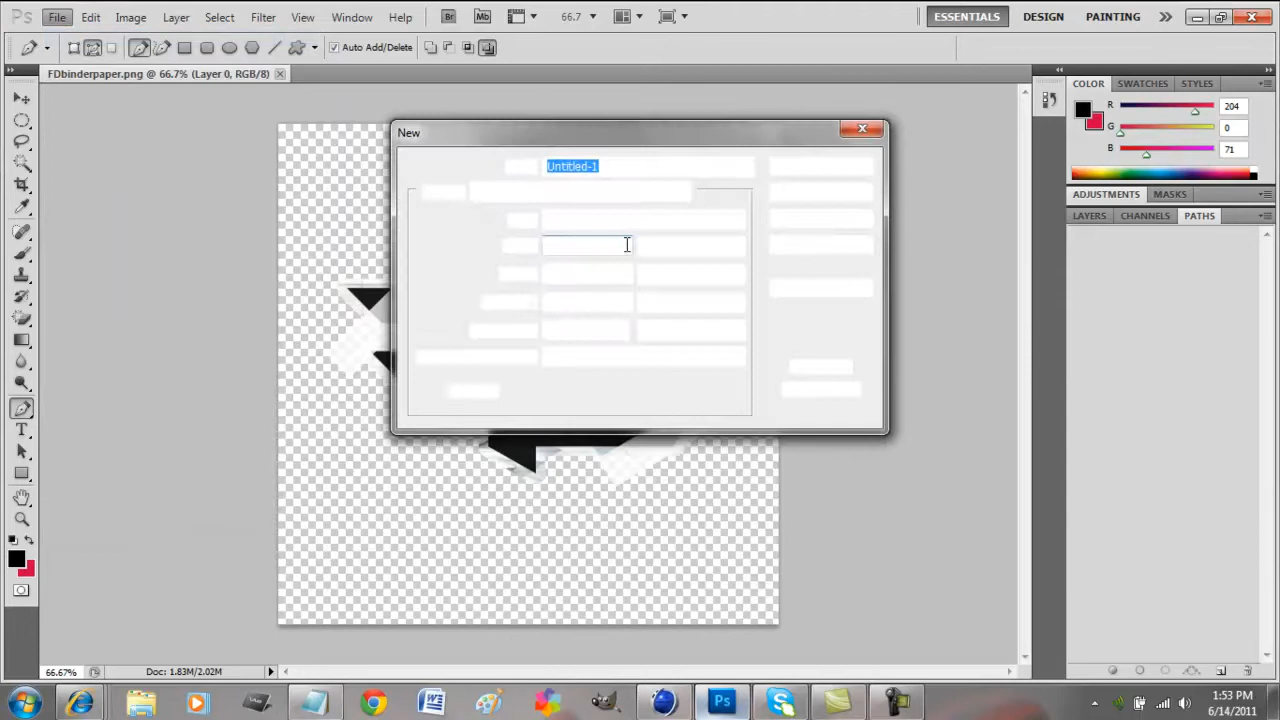 Ps File Edit Image Layer Select Filter View Window Help Br Mb 66.7 ESSENTIALS DESIGN PAINTING
Auto Add/Delete
FDbinderpaper.png @ 66.7% (Layer 0, RGB/8)
COLOR SWATCHES STYLES
R 204
G 0
B 71
New
Untitled-1
ADJUSTMENTS MASKS
LAYERS CHANNELS PATHS
66.67% Doc: 1.83M/2.02M
Ps
1:53 PM
6/14/2011